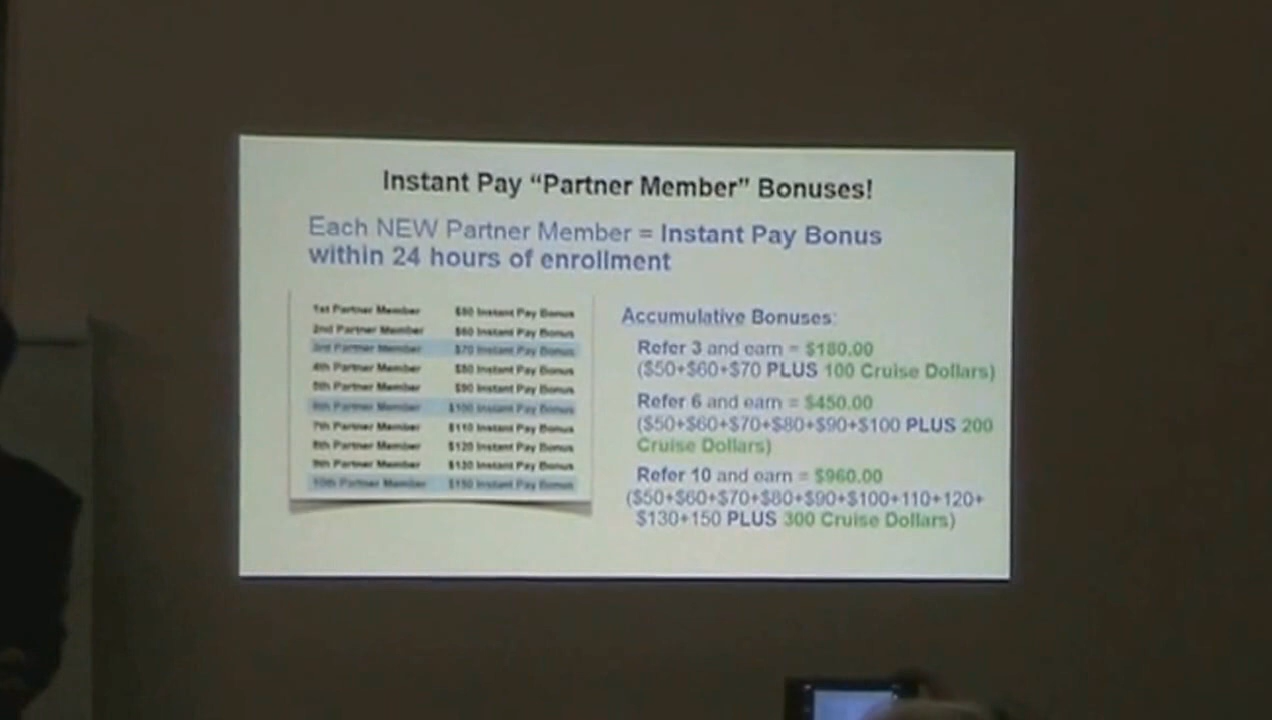 Instant Pay “Partner Member” Bonuses!
Each NEW Partner Member = Instant Pay Bonus
within 24 hours of enrollment
1st Partner Member $50 Instant Pay Bonus
2nd Partner Member $60 Instant Pay Bonus
3rd Partner Member $70 Instant Pay Bonus
4th Partner Member $80 Instant Pay Bonus
5th Partner Member $90 Instant Pay Bonus
6th Partner Member $100 Instant Pay Bonus
7th Partner Member $110 Instant Pay Bonus
8th Partner Member $120 Instant Pay Bonus
9th Partner Member $130 Instant Pay Bonus
10th Partner Member $150 Instant Pay Bonus
Accumulative Bonuses:
Refer 3 and earn = $180.00
($50+$60+$70 PLUS 100 Cruise Dollars)
Refer 6 and earn = $450.00
($50+$60+$70+$80+$90+$100 PLUS 200
Cruise Dollars)
Refer 10 and earn = $960.00
($50+$60+$70+$80+$90+$100+110+120+
$130+150 PLUS 300 Cruise Dollars)